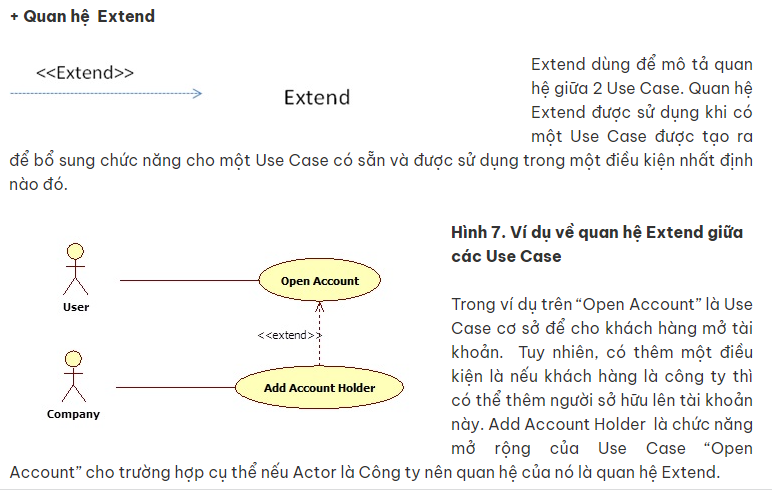 + Quan hệ Extend
<<Extend>>
Extend
Extend dùng để mô tả quan
hệ giữa 2 Use Case. Quan hệ
Extend được sử dụng khi có
một Use Case được tạo ra
để bổ sung chức năng cho một Use Case có sẵn và được sử dụng trong một điều kiện nhất định
nào đó.
User
Open Account
<<extend>>
Company
Add Account Holder
Hình 7. Ví dụ về quan hệ Extend giữa
các Use Case
Trong ví dụ trên “Open Account” là Use
Case cơ sở để cho khách hàng mở tài
khoản. Tuy nhiên, có thêm một điều
kiện là nếu khách hàng là công ty thì
có thể thêm người sở hữu lên tài khoản
này. Add Account Holder là chức năng
mở rộng của Use Case “Open
Account” cho trường hợp cụ thể nếu Actor là Công ty nên quan hệ của nó là quan hệ Extend.